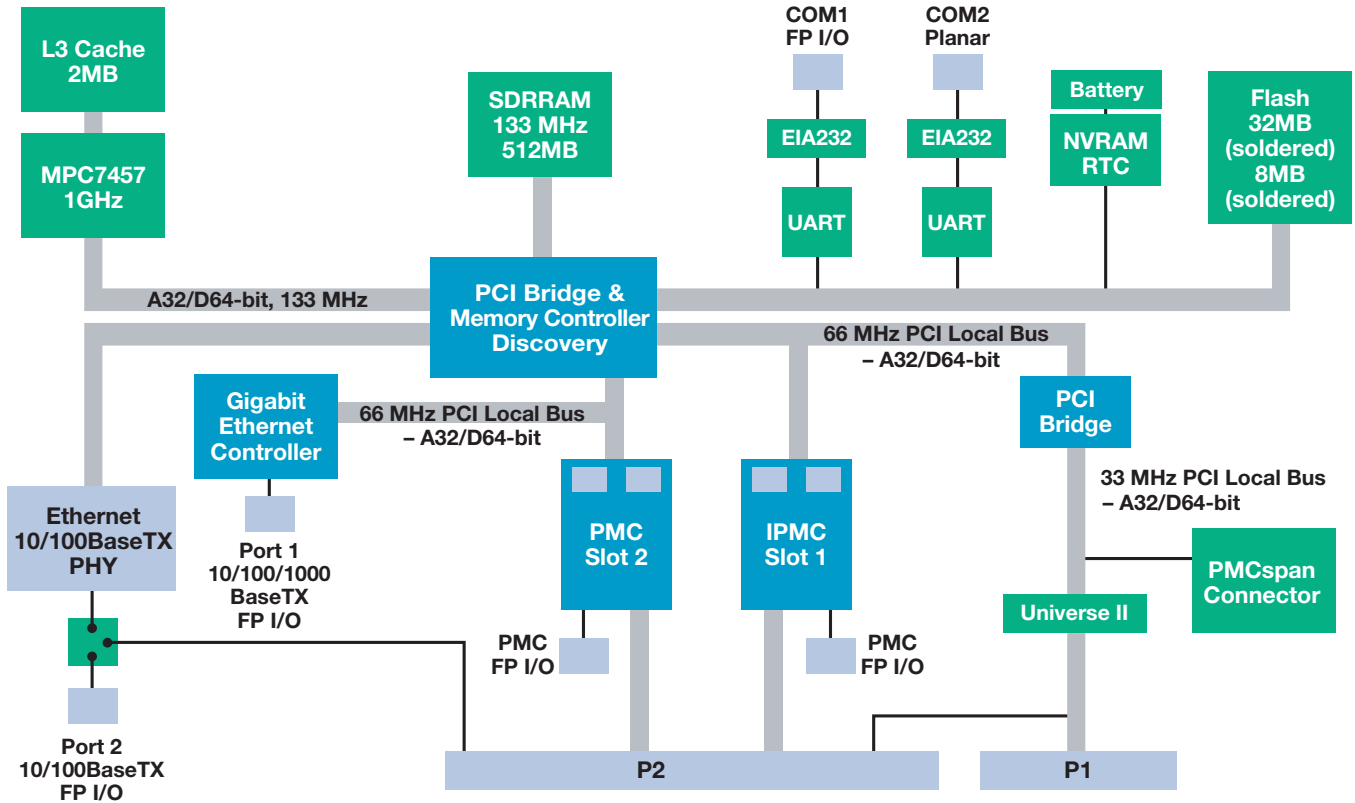 COM1
FP I/O
COM2
Planar
L3 Cache
2MB
SDRRAM
133 MHz
512MB
Battery
Flash
32MB
(soldered)
8MB
(soldered)
EIA232
EIA232
NVRAM
RTC
MPC7457
1GHz
UART
UART
A32/D64-bit, 133 MHz
PCI Bridge &
Memory Controller
Discovery
66 MHz PCI Local Bus
– A32/D64-bit
Gigabit
Ethernet
Controller
66 MHz PCI Local Bus
– A32/D64-bit
PCI
Bridge
33 MHz PCI Local Bus
– A32/D64-bit
Ethernet
10/100BaseTX
PHY
Port 1
10/100/1000
BaseTX
FP I/O
PMC
Slot 2
IPMC
Slot 1
PMCspan
Connector
Universe II
PMC
FP I/O
PMC
FP I/O
Port 2
10/100BaseTX
FP I/O
P2
P1